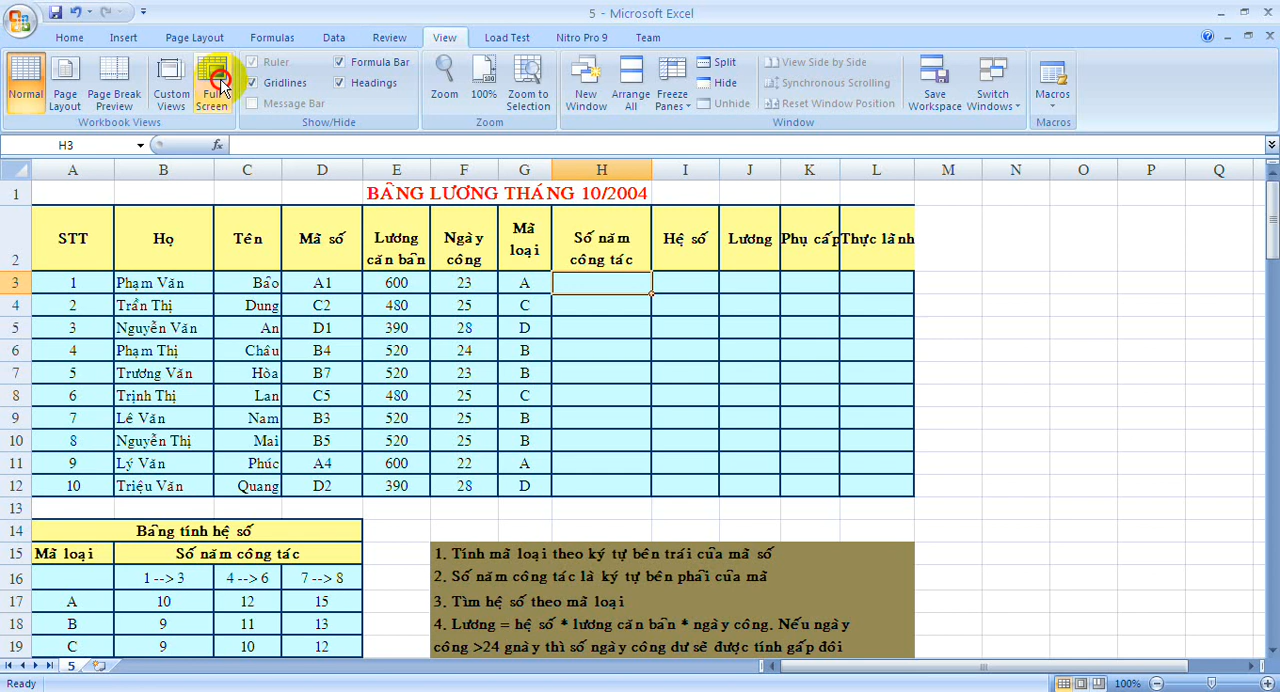 5 - Microsoft Excel
Home Insert Page Layout Formulas Data Review View Load Test Nitro Pro 9 Team
Normal
Page Layout
Page Break Preview
Custom Views
Full Screen
Workbook Views
Ruler
Gridlines
Message Bar
Formula Bar
Headings
Show/Hide
Zoom
100%
Zoom to Selection
Zoom
New Window
Arrange All
Freeze Panes
Split
Hide
Unhide
View Side by Side
Synchronous Scrolling
Reset Window Position
Save Workspace
Switch Windows
Window
Macros
Macros
H3 fx
A B C D E F G H I J K L M N O P Q
1 BẢNG LƯƠNG THÁNG 10/2004
2 STT Họ Tên Mã số Lương căn bản Ngày công Mã loại Số năm công tác Hệ số Lương Phụ cấp Thực lãnh
3 1 Phạm Văn Bảo A1 600 23 A
4 2 Trần Thị Dung C2 480 25 C
5 3 Nguyễn Văn An D1 390 28 D
6 4 Phạm Thị Châu B4 520 24 B
7 5 Trương Văn Hòa B7 520 23 B
8 6 Trịnh Thị Lan C5 480 25 C
9 7 Lê Văn Nam B3 520 25 B
10 8 Nguyễn Thị Mai B5 520 25 B
11 9 Lý Văn Phúc A4 600 22 A
12 10 Triệu Văn Quang D2 390 28 D
13
14 Bảng tính hệ số
15 Mã loại Số năm công tác 1. Tính mã loại theo ký tự bên trái của mã số
16 1 --> 3 4 --> 6 7 --> 8 2. Số năm công tác là ký tự bên phải của mã
17 A 10 12 15 3. Tìm hệ số theo mã loại
18 B 9 11 13 4. Lương = hệ số * lương căn bản * ngày công. Nếu ngày
19 C 9 10 12 công >24 gnày thì số ngày công dư sẽ được tính gấp đôi
5
Ready 100%